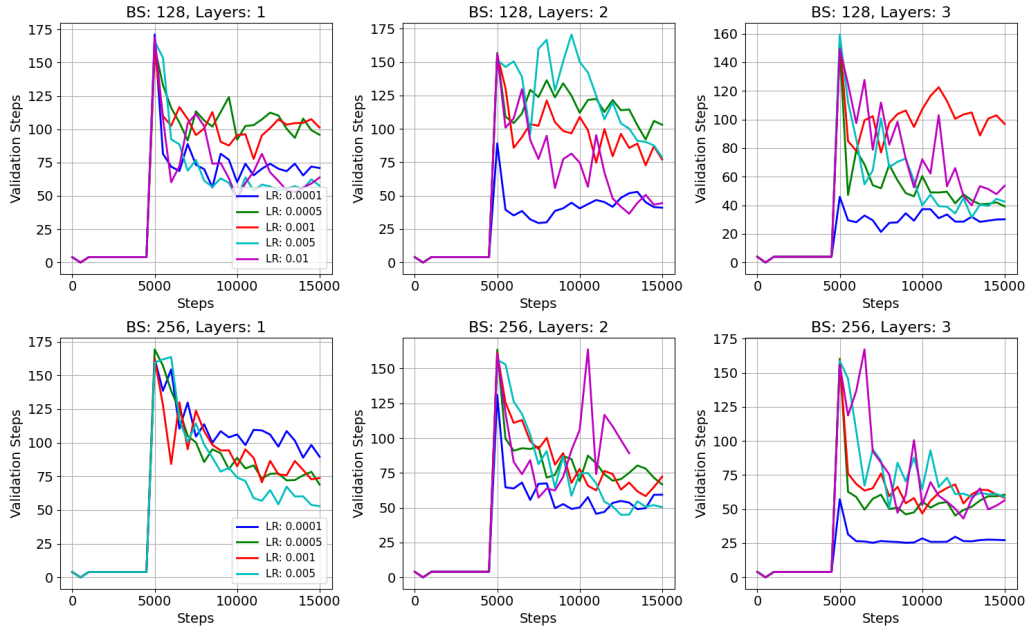 BS: 128, Layers: 1
175
150
125
100
75
50
25
0
Validation Steps
0
5000
10000
15000
Steps
LR: 0.0001
LR: 0.0005
LR: 0.001
LR: 0.005
LR: 0.01
BS: 128, Layers: 2
175
150
125
100
75
50
25
0
Validation Steps
0
5000
10000
15000
Steps
BS: 128, Layers: 3
160
140
120
100
80
60
40
20
0
Validation Steps
0
5000
10000
15000
Steps
BS: 256, Layers: 1
175
150
125
100
75
50
25
0
Validation Steps
0
5000
10000
15000
Steps
LR: 0.0001
LR: 0.0005
LR: 0.001
LR: 0.005
BS: 256, Layers: 2
175
150
125
100
75
50
25
0
Validation Steps
0
5000
10000
15000
Steps
BS: 256, Layers: 3
175
150
125
100
75
50
25
0
Validation Steps
0
5000
10000
15000
Steps